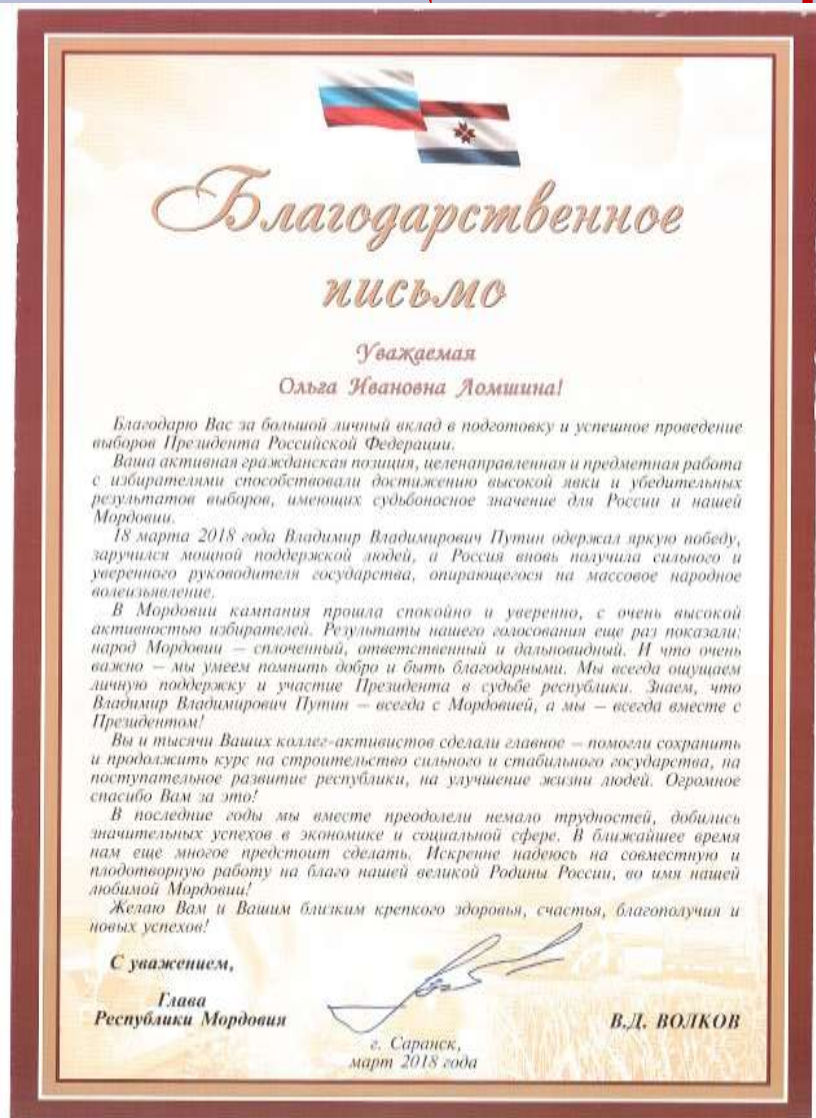 Благодарственное
письмо
Уважаемая
Ольга Ивановна Ломшина!
Благодарю Вас за большой личный вклад в подготовку и успешное проведение
выборов Президента Российской Федерации.
Ваша активная гражданская позиция, целенаправленная и предметная работа
с избирателями способствовали достижению высокой явки и убедительных
результатов выборов, имеющих судьбоносное значение для России и нашей
Мордовии.
18 марта 2018 года Владимир Владимирович Путин одержал яркую победу,
заручился мощной поддержкой людей, а Россия вновь получила сильного и
уверенного руководителя государства, опирающегося на массовое народное
волеизъявление.
В Мордовии кампания прошла спокойно и уверенно, с очень высокой
активностью избирателей. Результаты нашего голосования еще раз показали:
народ Мордовии – сплоченный, ответственный и дальновидный. И что очень
важно – мы умеем помнить добро и быть благодарными. Мы всегда ощущаем
личную поддержку и участие Президента в судьбе республики. Знаем, что
Владимир Владимирович Путин – всегда с Мордовией, а мы – всегда вместе с
Президентом!
Вы и тысячи Ваших коллег-активистов сделали главное – помогли сохранить
и продолжить курс на строительство сильного и стабильного государства, на
поступательное развитие республики, на улучшение жизни людей. Огромное
спасибо Вам за это!
В последние годы мы вместе преодолели немало трудностей, добились
значительных успехов в экономике и социальной сфере. В ближайшее время
нам еще многое предстоит сделать. Искренне надеюсь на совместную и
плодотворную работу на благо нашей великой Родины России, во имя нашей
любимой Мордовии!
Желаю Вам и Вашим близким крепкого здоровья, счастья, благополучия и
новых успехов!
С уважением,
Глава
Республики Мордовия
В.Д. ВОЛКОВ
г. Саранск,
март 2018 года